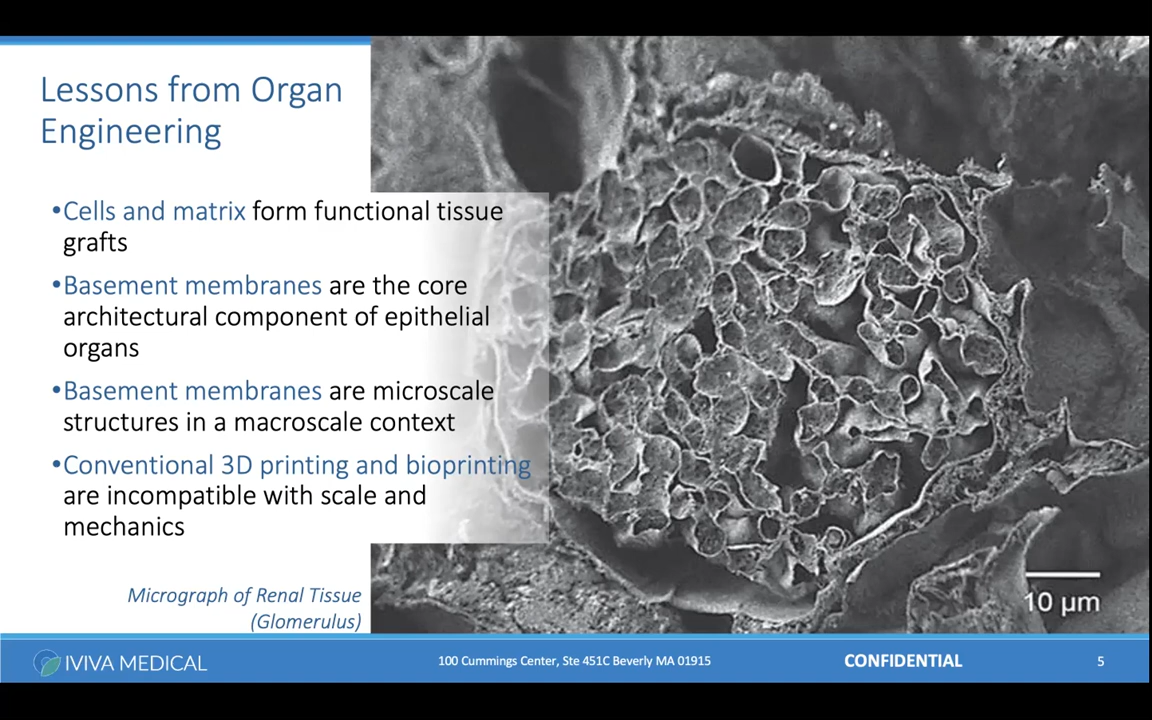 Lessons from Organ
Engineering
•Cells and matrix form functional tissue
grafts
•Basement membranes are the core
architectural component of epithelial
organs
•Basement membranes are microscale
structures in a macroscale context
•Conventional 3D printing and bioprinting
are incompatible with scale and
mechanics
Micrograph of Renal Tissue
(Glomerulus)
10 µm
IVIVA MEDICAL
100 Cummings Center, Ste 451C Beverly MA 01915
CONFIDENTIAL
5